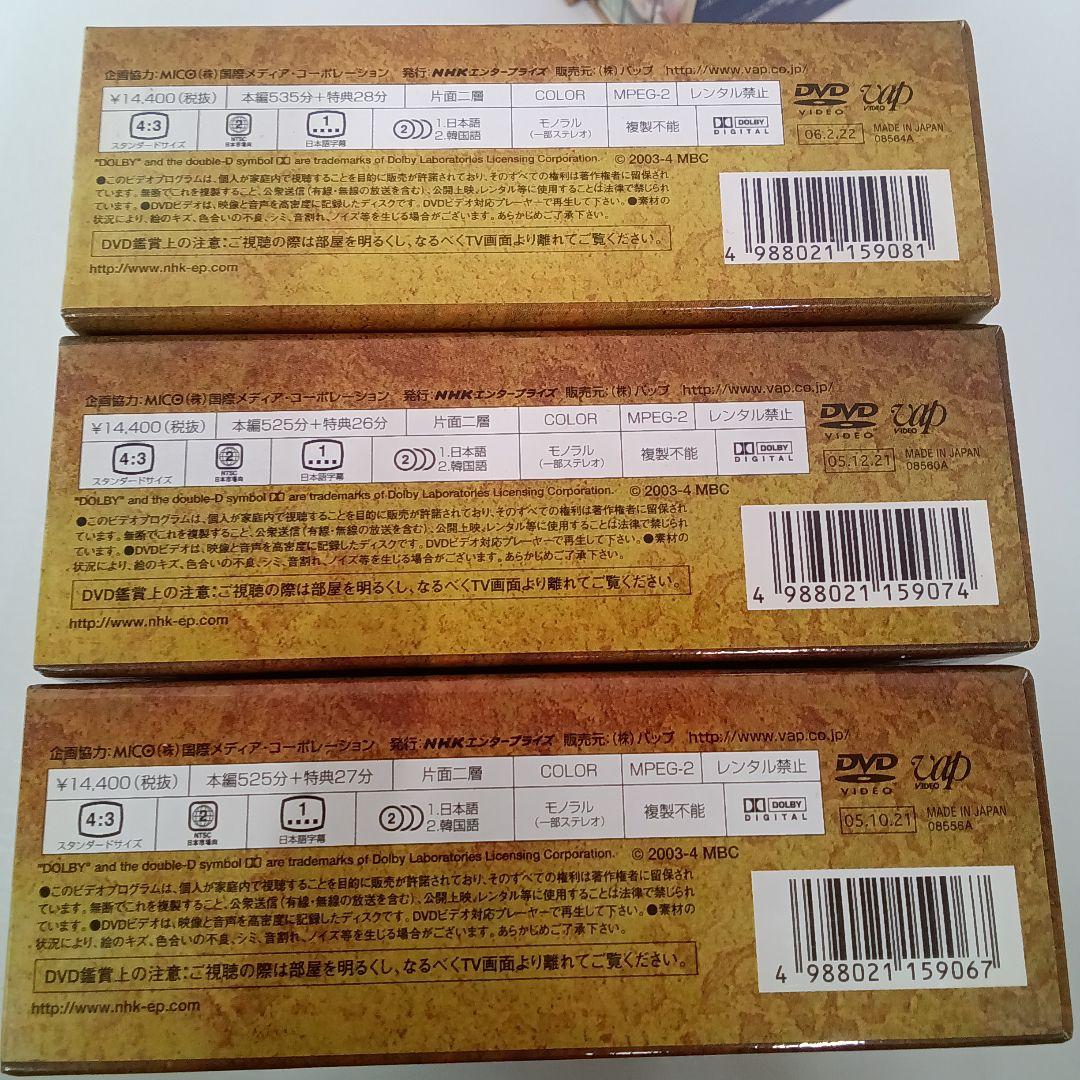 企画協力:MICO(株)国際メディア・コーポレーション 発行:NHKエンタープライズ 販売元:(株)バップ http://www.vap.co.jp/
¥14,400(税抜) 本編535分+特典28分 片面二層 COLOR MPEG-2 レンタル禁止 DVD VIDEO vap VIDEO
4:3 スタンダードサイズ 2 NTSC 日本市場向 1 日本語字幕 2 1.日本語 2.韓国語 モノラル (一部ステレオ) 複製不能 DOLBY DIGITAL 06.2.22 MADE IN JAPAN 08564A
"DOLBY" and the double-D symbol are trademarks of Dolby Laboratories Licensing Corporation. © 2003-4 MBC
●このビデオプログラムは、個人が家庭内で視聴することを目的に販売が許諾されており、そのすべての権利は著作権者に留保され
ています。無断でこれを複製すること、公衆送信(有線・無線の放送を含む)、公開上映、レンタル等に使用することは法律で禁じら
れています。●DVDビデオは、映像と音声を高密度に記録したディスクです。DVDビデオ対応プレーヤーで再生して下さい。●素材の
状況により、絵のキズ、色合いの不良、シミ、音割れ、ノイズ等を生じる場合がございます。あらかじめご了承下さい。
DVD鑑賞上の注意:ご視聴の際は部屋を明るくし、なるべくTV画面より離れてご覧ください。
4 988021 159081
http://www.nhk-ep.com
企画協力:MICO(株)国際メディア・コーポレーション 発行:NHKエンタープライズ 販売元:(株)バップ http://www.vap.co.jp/
¥14,400(税抜) 本編525分+特典26分 片面二層 COLOR MPEG-2 レンタル禁止 DVD VIDEO vap VIDEO
4:3 スタンダードサイズ 2 NTSC 日本市場向 1 日本語字幕 2 1.日本語 2.韓国語 モノラル (一部ステレオ) 複製不能 DOLBY DIGITAL 05.12.21 MADE IN JAPAN 08560A
"DOLBY" and the double-D symbol are trademarks of Dolby Laboratories Licensing Corporation. © 2003-4 MBC
●このビデオプログラムは、個人が家庭内で視聴することを目的に販売が許諾されており、そのすべての権利は著作権者に留保され
ています。無断でこれを複製すること、公衆送信(有線・無線の放送を含む)、公開上映、レンタル等に使用することは法律で禁じら
れています。●DVDビデオは、映像と音声を高密度に記録したディスクです。DVDビデオ対応プレーヤーで再生して下さい。●素材の
状況により、絵のキズ、色合いの不良、シミ、音割れ、ノイズ等を生じる場合がございます。あらかじめご了承下さい。
DVD鑑賞上の注意:ご視聴の際は部屋を明るくし、なるべくTV画面より離れてご覧ください。
4 988021 159074
http://www.nhk-ep.com
企画協力:MICO(株)国際メディア・コーポレーション 発行:NHKエンタープライズ 販売元:(株)バップ http://www.vap.co.jp/
¥14,400(税抜) 本編525分+特典27分 片面二層 COLOR MPEG-2 レンタル禁止 DVD VIDEO vap VIDEO
4:3 スタンダードサイズ 2 NTSC 日本市場向 1 日本語字幕 2 1.日本語 2.韓国語 モノラル (一部ステレオ) 複製不能 DOLBY DIGITAL 05.10.21 MADE IN JAPAN 08556A
"DOLBY" and the double-D symbol are trademarks of Dolby Laboratories Licensing Corporation. © 2003-4 MBC
●このビデオプログラムは、個人が家庭内で視聴することを目的に販売が許諾されており、そのすべての権利は著作権者に留保され
ています。無断でこれを複製すること、公衆送信(有線・無線の放送を含む)、公開上映、レンタル等に使用することは法律で禁じら
れています。●DVDビデオは、映像と音声を高密度に記録したディスクです。DVDビデオ対応プレーヤーで再生して下さい。●素材の
状況により、絵のキズ、色合いの不良、シミ、音割れ、ノイズ等を生じる場合がございます。あらかじめご了承下さい。
DVD鑑賞上の注意:ご視聴の際は部屋を明るくし、なるべくTV画面より離れてご覧ください。
4 988021 159067
http://www.nhk-ep.com